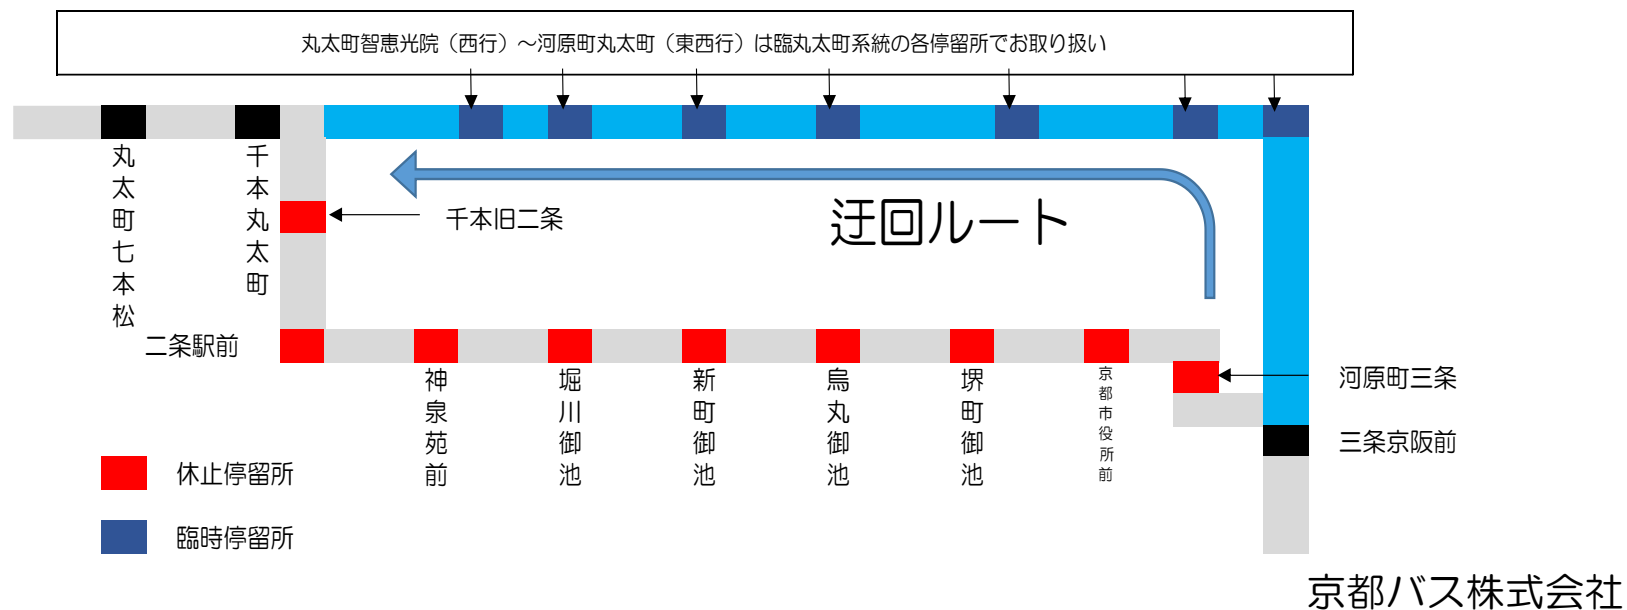 丸太町智恵光院（西行）～河原町丸太町（東西行）は臨丸太町系統の各停留所でお取り扱い
丸太町七本松
千本丸太町
千本旧二条
迂回ルート
二条駅前
神泉苑前
堀川御池
新町御池
烏丸御池
堺町御池
京都市役所前
河原町三条
三条京阪前
休止停留所
臨時停留所
京都バス株式会社